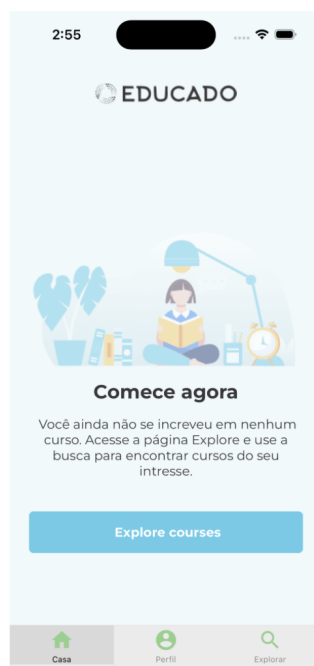 2:55
EDUCADO
Comece agora
Você ainda não se increveu em nenhum
curso. Acesse a página Explore e use a
busca para encontrar cursos do seu
intresse.
Explore courses
Casa Perfil Explorar